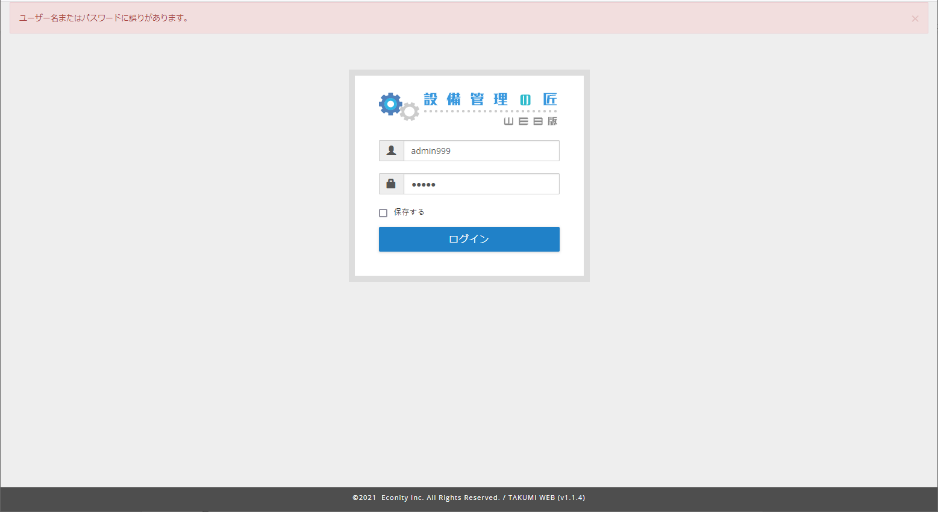 ユーザー名またはパスワードに誤りがあります。 ×
設備管理の匠
WEB版
admin999
●●●●●
保存する
ログイン
©2021 Econity Inc. All Rights Reserved. / TAKUMI WEB (v1.1.4)